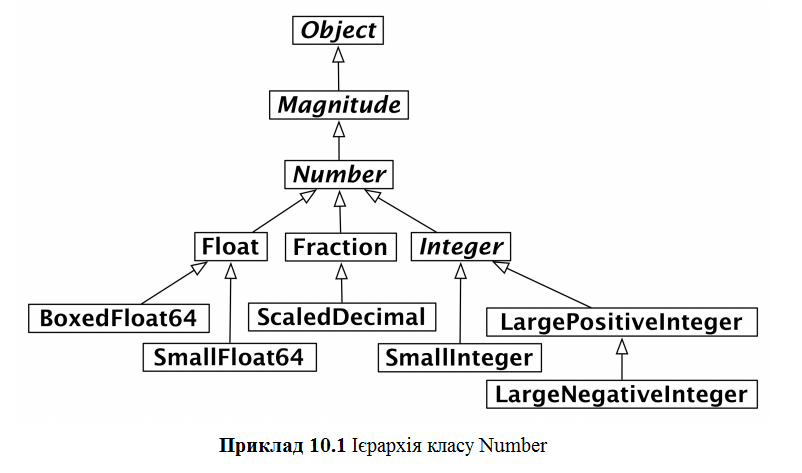 Object
Magnitude
Number
Float
Fraction
Integer
BoxedFloat64
ScaledDecimal
LargePositiveInteger
SmallFloat64
SmallInteger
LargeNegativeInteger
Приклад 10.1 Ієрархія класу Number